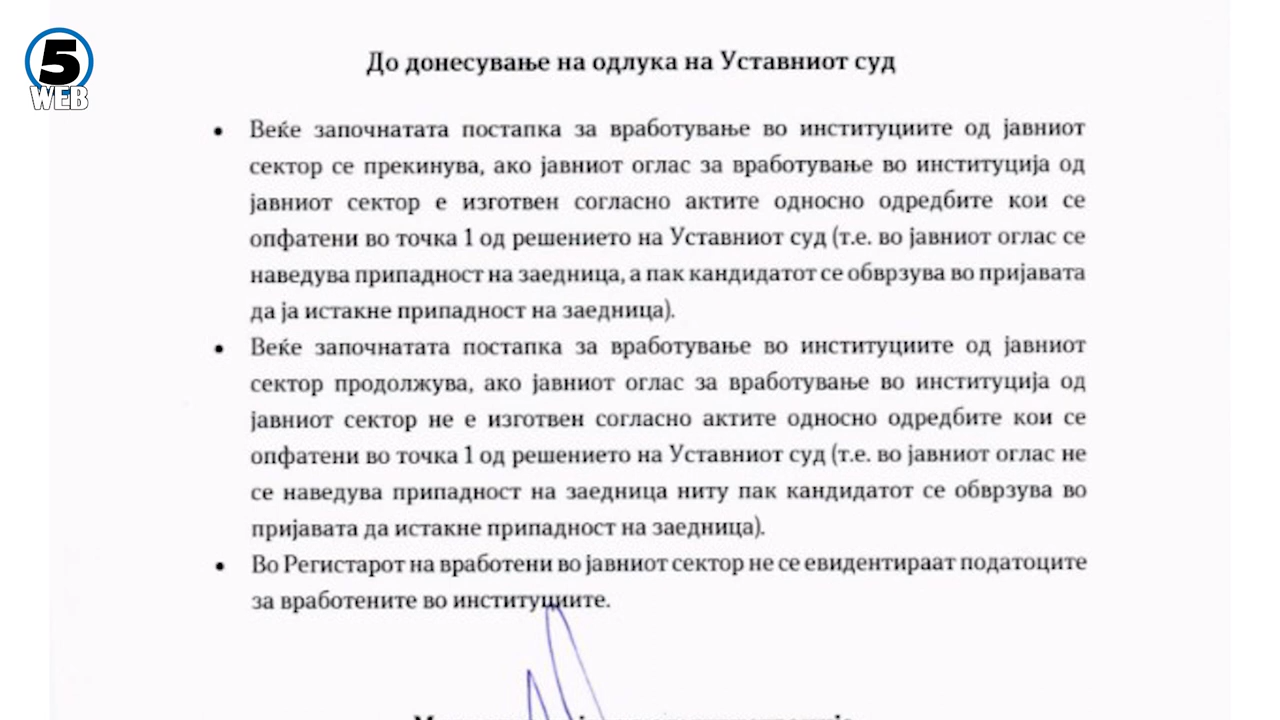 5
WEB
До донесување на одлука на Уставниот суд
• Веќе започнатата постапка за вработување во институциите од јавниот
сектор се прекинува, ако јавниот оглас за вработување во институција од
јавниот сектор е изготвен согласно актите односно одредбите кои се
опфатени во точка 1 од решението на Уставниот суд (т.е. во јавниот оглас се
наведува припадност на заедница, а пак кандидатот се обврзува во пријавата
да ја истакне припадност на заедница).
• Веќе започнатата постапка за вработување во институциите од јавниот
сектор продолжува, ако јавниот оглас за вработување во институција од
јавниот сектор не е изготвен согласно актите односно одредбите кои се
опфатени во точка 1 од решението на Уставниот суд (т.е. во јавниот оглас не
се наведува припадност на заедница ниту пак кандидатот се обврзува во
пријавата да истакне припадност на заедница).
• Во Регистарот на вработени во јавниот сектор не се евидентираат податоците
за вработените во институциите.